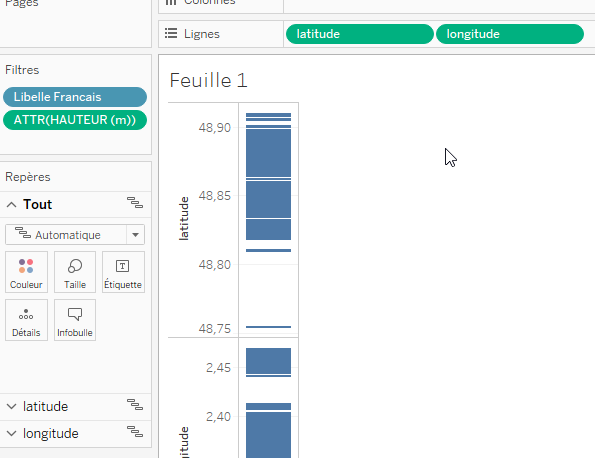 Pages
Colonnes
Lignes
latitude
longitude
Filtres
Libelle Francais
ATTR(HAUTEUR (m))
Feuille 1
Repères
Tout
Automatique
Couleur
Taille
Étiquette
Détails
Infobulle
latitude
longitude
48,90
48,85
48,80
48,75
latitude
2,45
2,40